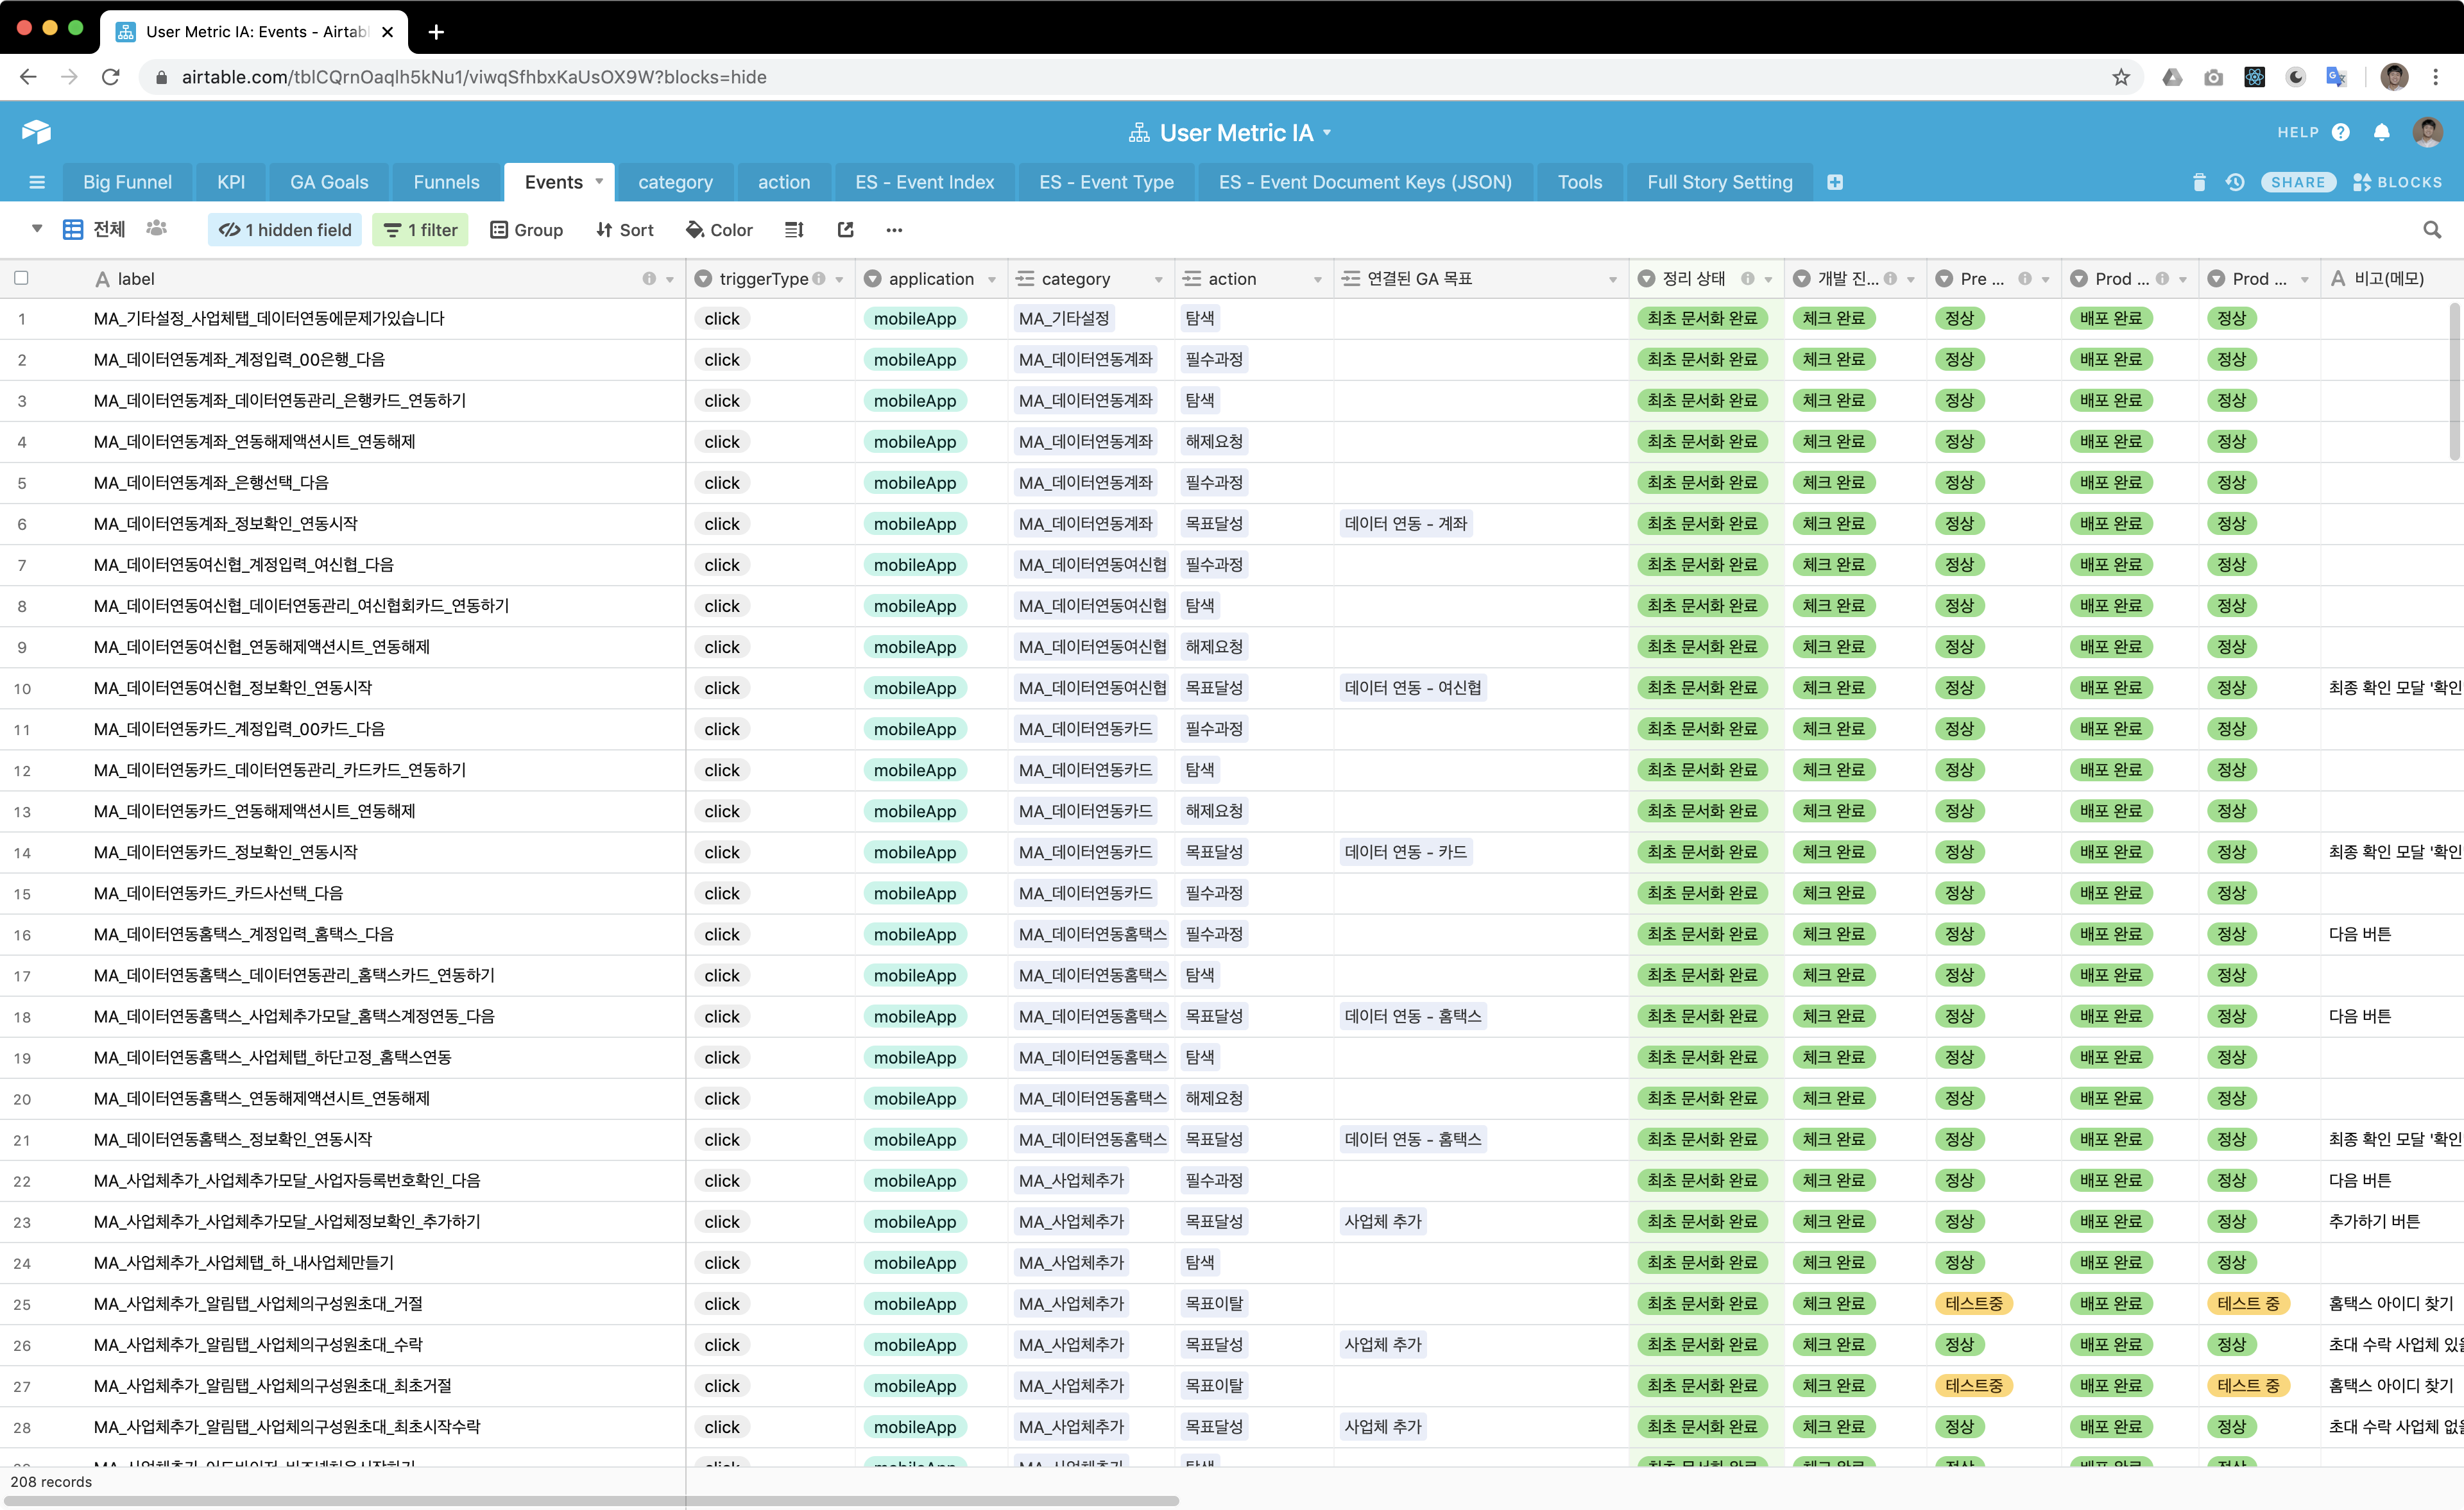 User Metric IA: Events - Airtabl
airtable.com/tblCQrnOaqlh5kNu1/viwqSfhbxKaUsOX9W?blocks=hide
User Metric IA
HELP
Big Funnel KPI GA Goals Funnels Events category action ES - Event Index ES - Event Type ES - Event Document Keys (JSON) Tools Full Story Setting SHARE BLOCKS
전체 1 hidden field 1 filter Group Sort Color
label triggerType application category action 연결된 GA 목표 정리 상태 개발 진... Pre ... Prod ... Prod ... 비고(메모)
1 MA_기타설정_사업체탭_데이터연동에문제가있습니다 click mobileApp MA_기타설정 탐색 최초 문서화 완료 체크 완료 정상 배포 완료 정상
2 MA_데이터연동계좌_계정입력_00은행_다음 click mobileApp MA_데이터연동계좌 필수과정 최초 문서화 완료 체크 완료 정상 배포 완료 정상
3 MA_데이터연동계좌_데이터연동관리_은행카드_연동하기 click mobileApp MA_데이터연동계좌 탐색 최초 문서화 완료 체크 완료 정상 배포 완료 정상
4 MA_데이터연동계좌_연동해제액션시트_연동해제 click mobileApp MA_데이터연동계좌 해제요청 최초 문서화 완료 체크 완료 정상 배포 완료 정상
5 MA_데이터연동계좌_은행선택_다음 click mobileApp MA_데이터연동계좌 필수과정 최초 문서화 완료 체크 완료 정상 배포 완료 정상
6 MA_데이터연동계좌_정보확인_연동시작 click mobileApp MA_데이터연동계좌 목표달성 데이터 연동 - 계좌 최초 문서화 완료 체크 완료 정상 배포 완료 정상
7 MA_데이터연동여신협_계정입력_여신협_다음 click mobileApp MA_데이터연동여신협 필수과정 최초 문서화 완료 체크 완료 정상 배포 완료 정상
8 MA_데이터연동여신협_데이터연동관리_여신협회카드_연동하기 click mobileApp MA_데이터연동여신협 탐색 최초 문서화 완료 체크 완료 정상 배포 완료 정상
9 MA_데이터연동여신협_연동해제액션시트_연동해제 click mobileApp MA_데이터연동여신협 해제요청 최초 문서화 완료 체크 완료 정상 배포 완료 정상
10 MA_데이터연동여신협_정보확인_연동시작 click mobileApp MA_데이터연동여신협 목표달성 데이터 연동 - 여신협 최초 문서화 완료 체크 완료 정상 배포 완료 정상 최종 확인 모달 '확인
11 MA_데이터연동카드_계정입력_00카드_다음 click mobileApp MA_데이터연동카드 필수과정 최초 문서화 완료 체크 완료 정상 배포 완료 정상
12 MA_데이터연동카드_데이터연동관리_카드카드_연동하기 click mobileApp MA_데이터연동카드 탐색 최초 문서화 완료 체크 완료 정상 배포 완료 정상
13 MA_데이터연동카드_연동해제액션시트_연동해제 click mobileApp MA_데이터연동카드 해제요청 최초 문서화 완료 체크 완료 정상 배포 완료 정상
14 MA_데이터연동카드_정보확인_연동시작 click mobileApp MA_데이터연동카드 목표달성 데이터 연동 - 카드 최초 문서화 완료 체크 완료 정상 배포 완료 정상 최종 확인 모달 '확인
15 MA_데이터연동카드_카드사선택_다음 click mobileApp MA_데이터연동카드 필수과정 최초 문서화 완료 체크 완료 정상 배포 완료 정상
16 MA_데이터연동홈택스_계정입력_홈택스_다음 click mobileApp MA_데이터연동홈택스 필수과정 최초 문서화 완료 체크 완료 정상 배포 완료 정상 다음 버튼
17 MA_데이터연동홈택스_데이터연동관리_홈택스카드_연동하기 click mobileApp MA_데이터연동홈택스 탐색 최초 문서화 완료 체크 완료 정상 배포 완료 정상
18 MA_데이터연동홈택스_사업체추가모달_홈택스계정연동_다음 click mobileApp MA_데이터연동홈택스 목표달성 데이터 연동 - 홈택스 최초 문서화 완료 체크 완료 정상 배포 완료 정상 다음 버튼
19 MA_데이터연동홈택스_사업체탭_하단고정_홈택스연동 click mobileApp MA_데이터연동홈택스 탐색 최초 문서화 완료 체크 완료 정상 배포 완료 정상
20 MA_데이터연동홈택스_연동해제액션시트_연동해제 click mobileApp MA_데이터연동홈택스 해제요청 최초 문서화 완료 체크 완료 정상 배포 완료 정상
21 MA_데이터연동홈택스_정보확인_연동시작 click mobileApp MA_데이터연동홈택스 목표달성 데이터 연동 - 홈택스 최초 문서화 완료 체크 완료 정상 배포 완료 정상 최종 확인 모달 '확인
22 MA_사업체추가_사업체추가모달_사업자등록번호확인_다음 click mobileApp MA_사업체추가 필수과정 최초 문서화 완료 체크 완료 정상 배포 완료 정상 다음 버튼
23 MA_사업체추가_사업체추가모달_사업체정보확인_추가하기 click mobileApp MA_사업체추가 목표달성 사업체 추가 최초 문서화 완료 체크 완료 정상 배포 완료 정상 추가하기 버튼
24 MA_사업체추가_사업체탭_하_내사업체만들기 click mobileApp MA_사업체추가 탐색 최초 문서화 완료 체크 완료 정상 배포 완료 정상
25 MA_사업체추가_알림탭_사업체의구성원초대_거절 click mobileApp MA_사업체추가 목표이탈 최초 문서화 완료 체크 완료 테스트중 배포 완료 테스트 중 홈택스 아이디 찾기
26 MA_사업체추가_알림탭_사업체의구성원초대_수락 click mobileApp MA_사업체추가 목표달성 사업체 추가 최초 문서화 완료 체크 완료 정상 배포 완료 정상 초대 수락 사업체 있을
27 MA_사업체추가_알림탭_사업체의구성원초대_최초거절 click mobileApp MA_사업체추가 목표이탈 최초 문서화 완료 체크 완료 테스트중 배포 완료 테스트 중 홈택스 아이디 찾기
28 MA_사업체추가_알림탭_사업체의구성원초대_최초시작수락 click mobileApp MA_사업체추가 목표달성 사업체 추가 최초 문서화 완료 체크 완료 정상 배포 완료 정상 초대 수락 사업체 없을
208 records